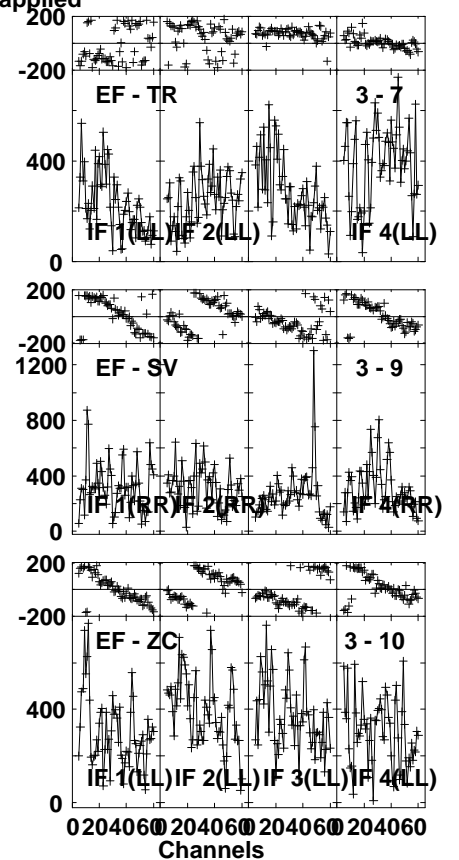 applied
200
-200
EF - TR 3 - 7
400
IF 1(LL) IF 2(LL) IF 4(LL)
0
200
-200
1200
EF - SV 3 - 9
800
400
IF 1(RR) IF 2(RR) IF 4(RR)
0
200
-200
EF - ZC 3 - 10
400
IF 1(LL) IF 2(LL) IF 3(LL) IF 4(LL)
0
0 20 40 60 0 20 40 60 0 20 40 60 0 20 40 60
Channels